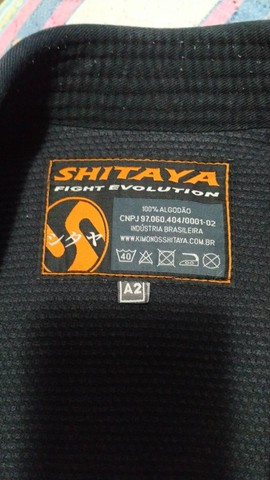 SHITAYA
FIGHT EVOLUTION
100% ALGODÃO
CNPJ 97.060.404/0001-02
INDÚSTRIA BRASILEIRA
WWW.KIMONOSSHITAYA.COM.BR
シタヤ
40
A2